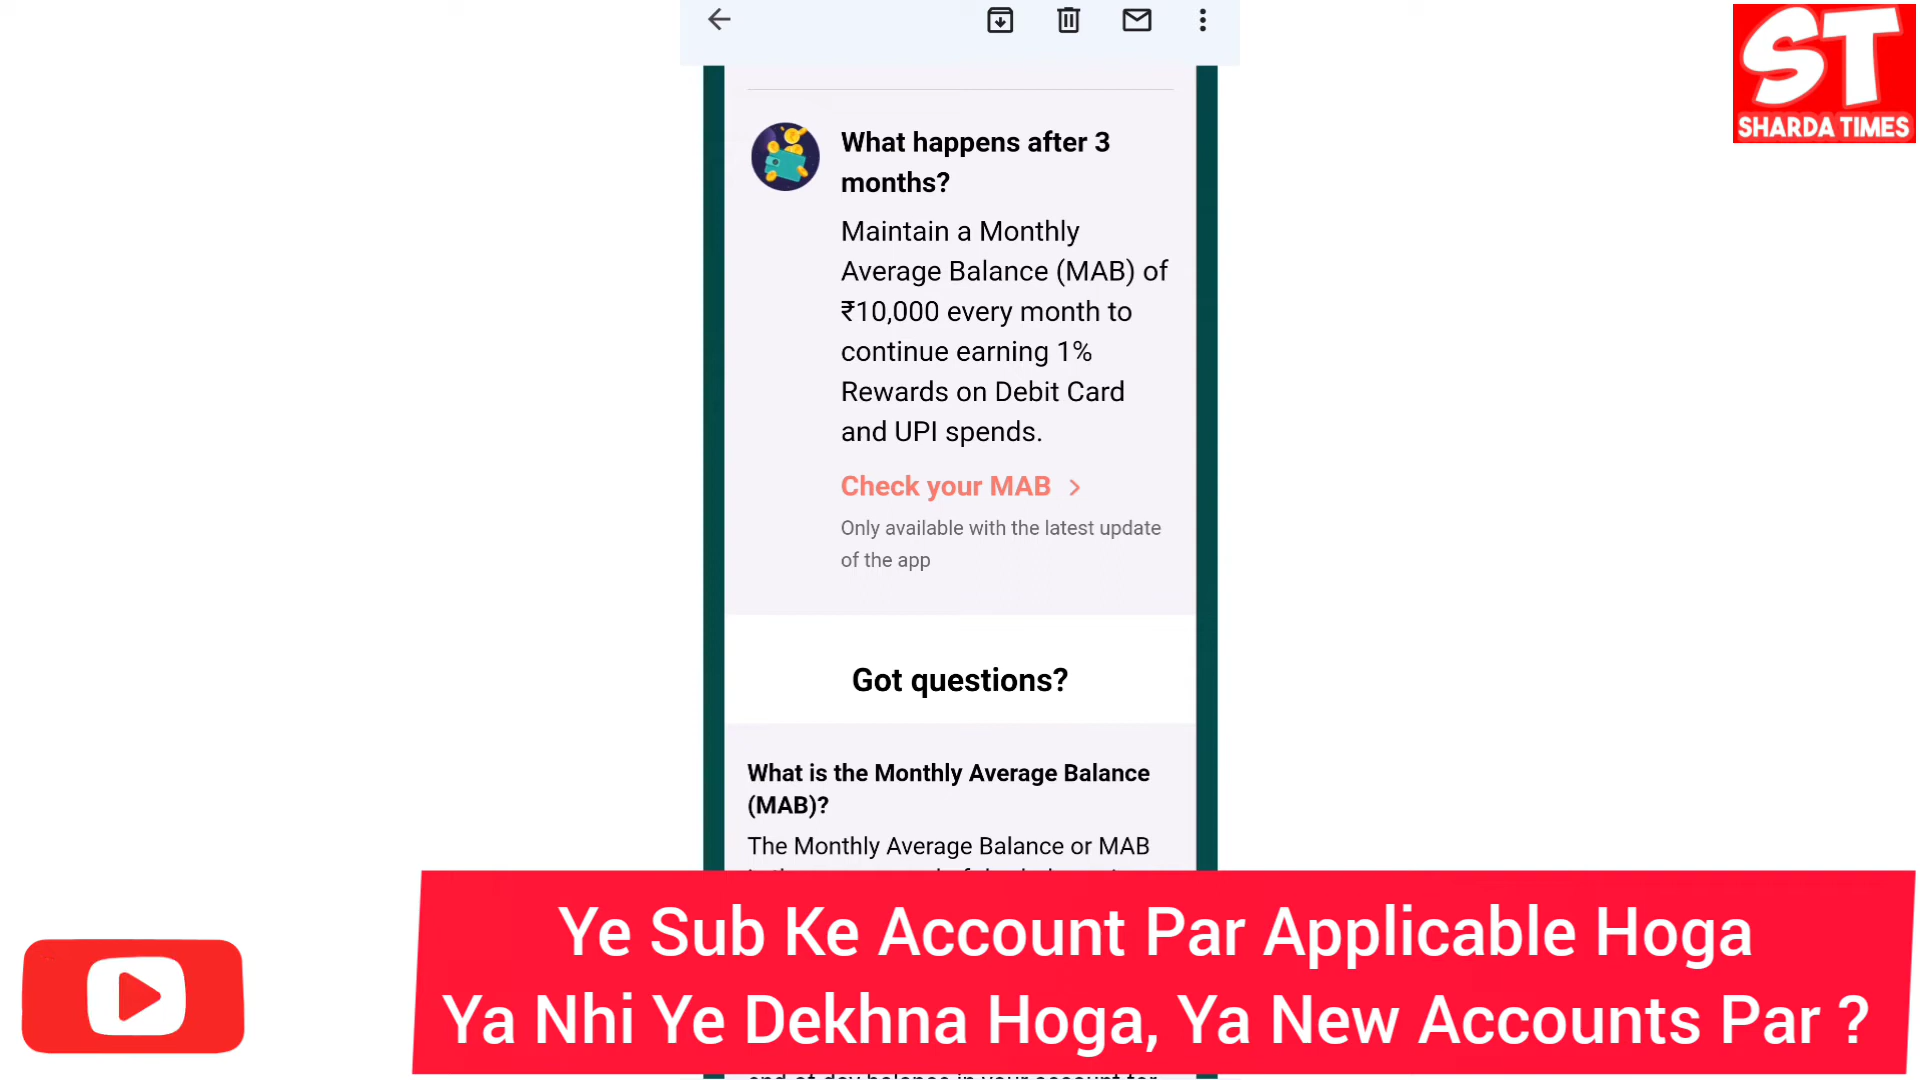 ST
SHARDA TIMES
What happens after 3
months?
Maintain a Monthly
Average Balance (MAB) of
₹10,000 every month to
continue earning 1%
Rewards on Debit Card
and UPI spends.
Check your MAB >
Only available with the latest update
of the app
Got questions?
What is the Monthly Average Balance
(MAB)?
The Monthly Average Balance or MAB
Ye Sub Ke Account Par Applicable Hoga
Ya Nhi Ye Dekhna Hoga, Ya New Accounts Par ?